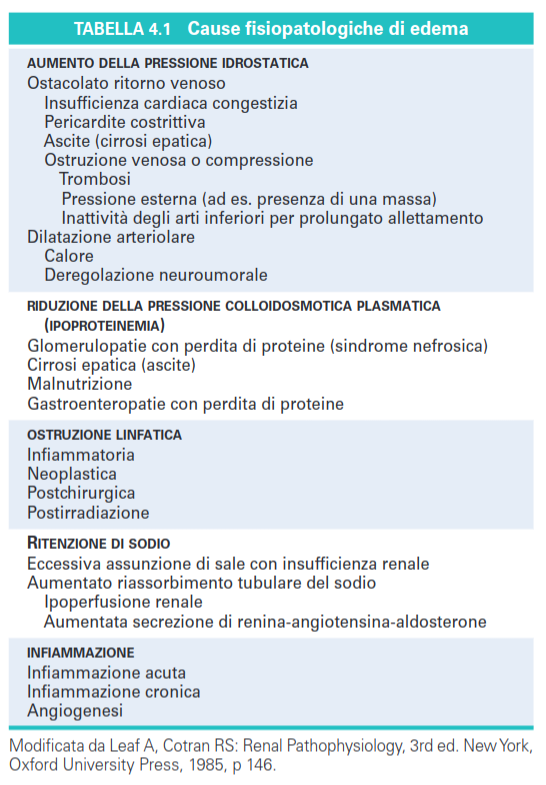 TABELLA 4.1 Cause fisiopatologiche di edema
AUMENTO DELLA PRESSIONE IDROSTATICA
Ostacolato ritorno venoso
Insufficienza cardiaca congestizia
Pericardite costrittiva
Ascite (cirrosi epatica)
Ostruzione venosa o compressione
Trombosi
Pressione esterna (ad es. presenza di una massa)
Inattività degli arti inferiori per prolungato allettamento
Dilatazione arteriolare
Calore
Deregolazione neuroumorale
RIDUZIONE DELLA PRESSIONE COLLOIDOSMOTICA PLASMATICA
(IPOPROTEINEMIA)
Glomerulopatie con perdita di proteine (sindrome nefrosica)
Cirrosi epatica (ascite)
Malnutrizione
Gastroenteropatie con perdita di proteine
OSTRUZIONE LINFATICA
Infiammatoria
Neoplastica
Postchirurgica
Postirradiazione
RITENZIONE DI SODIO
Eccessiva assunzione di sale con insufficienza renale
Aumentato riassorbimento tubulare del sodio
Ipoperfusione renale
Aumentata secrezione di renina-angiotensina-aldosterone
INFIAMMAZIONE
Infiammazione acuta
Infiammazione cronica
Angiogenesi
Modificata da Leaf A, Cotran RS: Renal Pathophysiology, 3rd ed. New York,
Oxford University Press, 1985, p 146.